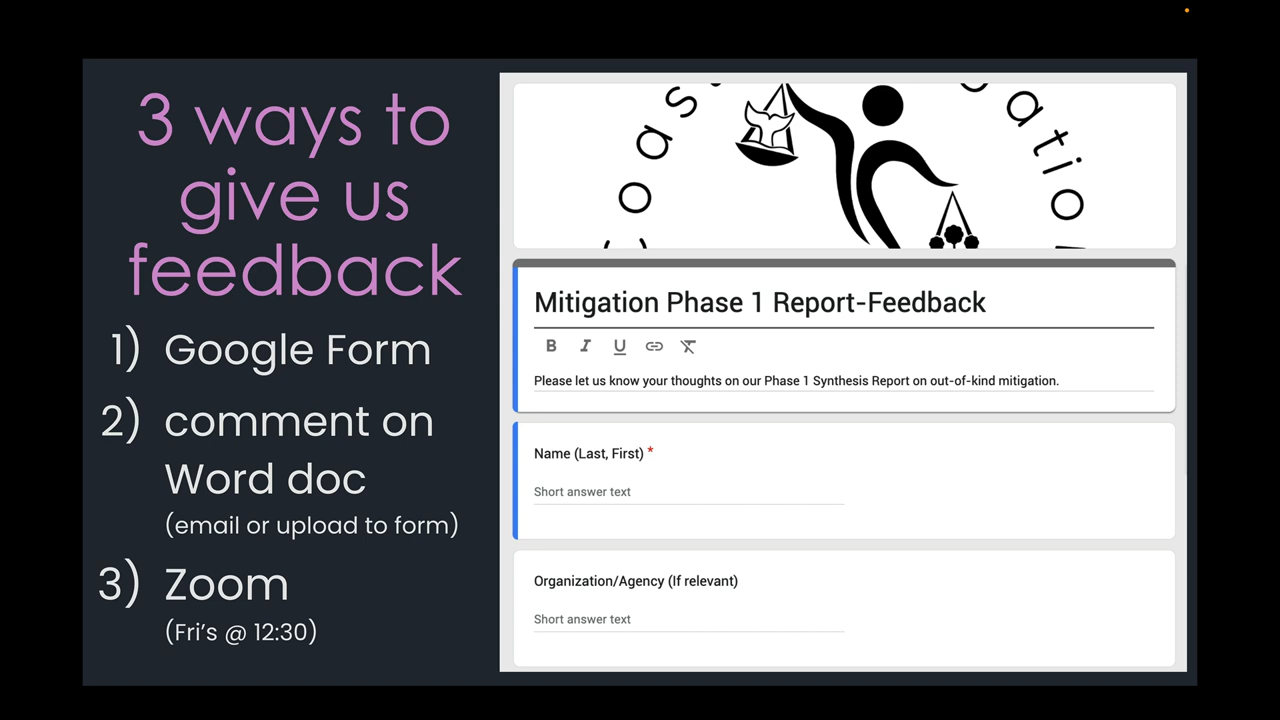 3 ways to
give us
feedback
1) Google Form
2) comment on
Word doc
(email or upload to form)
3) Zoom
(Fri's @ 12:30)
Mitigation Phase 1 Report-Feedback
B I U
Please let us know your thoughts on our Phase 1 Synthesis Report on out-of-kind mitigation.
Name (Last, First) *
Short answer text
Organization/Agency (If relevant)
Short answer text